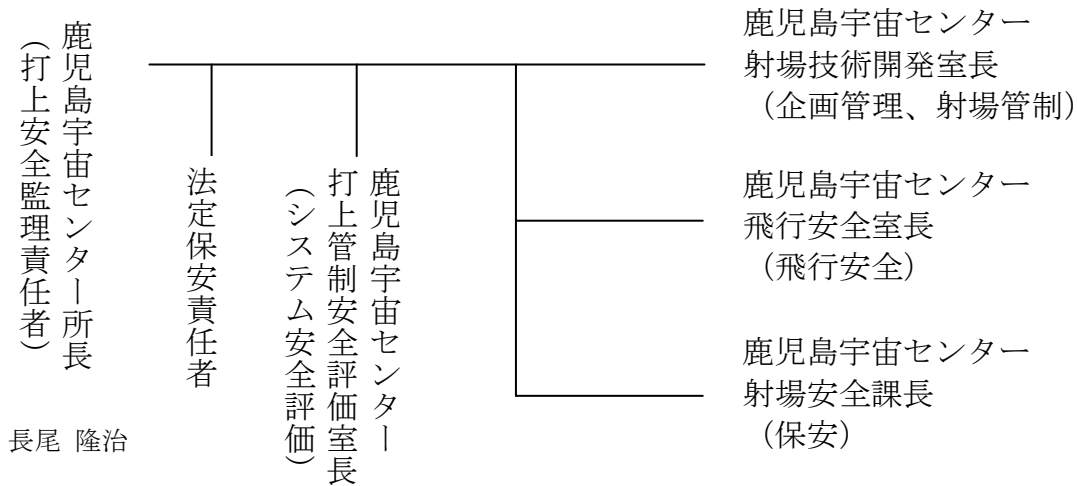 鹿児島宇宙センター所長
（打上安全監理責任者）
長尾 隆治
法定保安責任者
鹿児島宇宙センター
打上管制安全評価室長
（システム安全評価）
鹿児島宇宙センター
射場技術開発室長
（企画管理、射場管制）
鹿児島宇宙センター
飛行安全室長
（飛行安全）
鹿児島宇宙センター
射場安全課長
（保安）